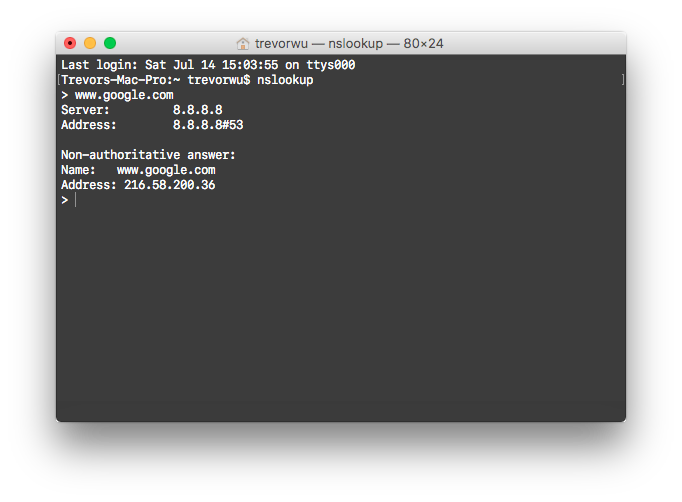 trevorwu — nslookup — 80×24
Last login: Sat Jul 14 15:03:55 on ttys000
[Trevors-Mac-Pro:~ trevorwu$ nslookup ]
> www.google.com
Server: 8.8.8.8
Address: 8.8.8.8#53
Non-authoritative answer:
Name: www.google.com
Address: 216.58.200.36
>